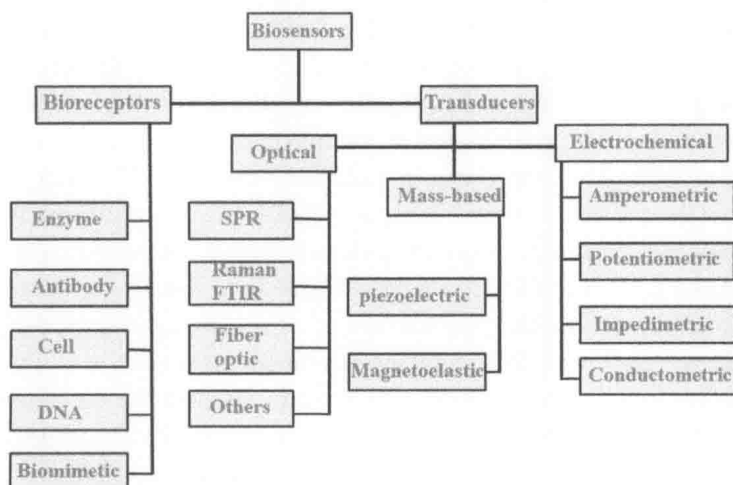 Biosensors
Bioreceptors
Transducers
Optical
Electrochemical
Mass-based
Enzyme
Antibody
Cell
DNA
Biomimetic
SPR
Raman
FTIR
Fiber
optic
Others
piezoelectric
Magnetoelastic
Amperometric
Potentiometric
Impedimetric
Conductometric